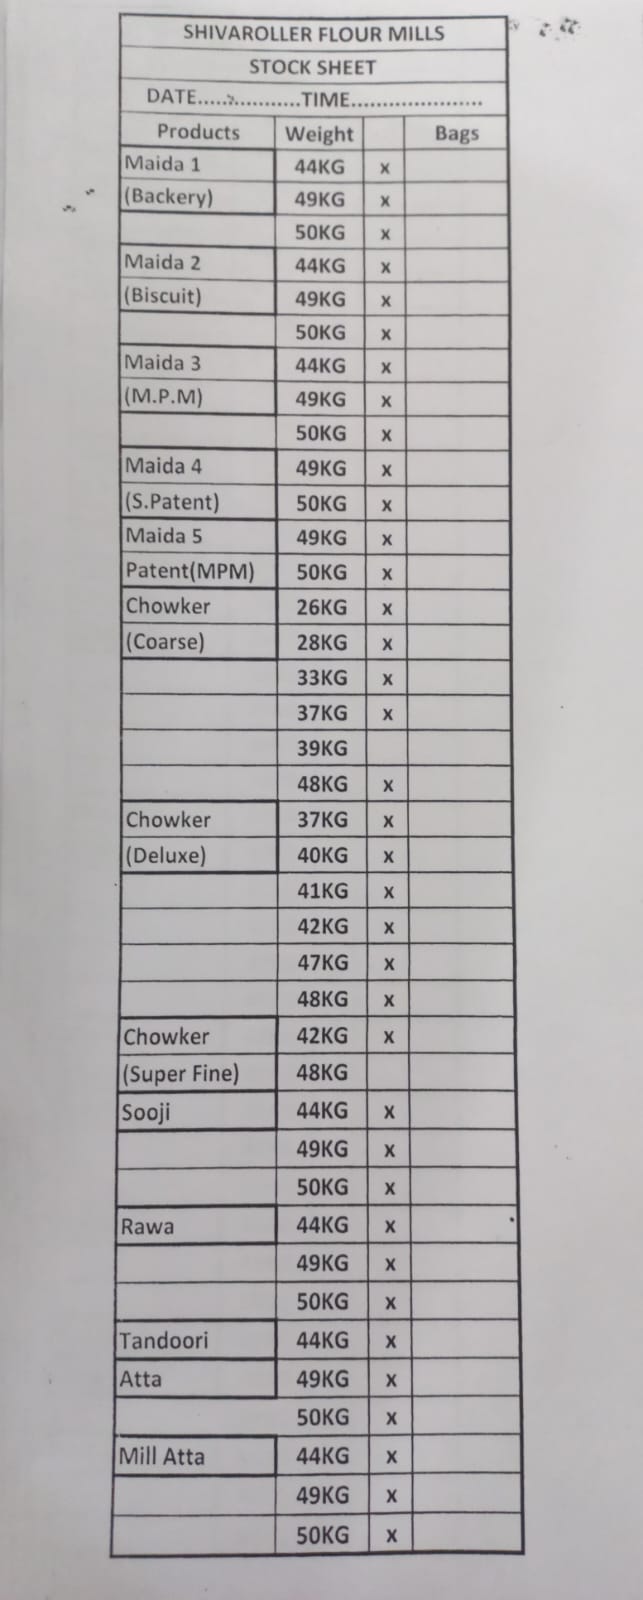 SHIVAROLLER FLOUR MILLS
STOCK SHEET
DATE.................TIME.....................
Products Weight Bags
Maida 1 44KG x
(Backery) 49KG x
50KG x
Maida 2 44KG x
(Biscuit) 49KG x
50KG x
Maida 3 44KG x
(M.P.M) 49KG x
50KG x
Maida 4 49KG x
(S.Patent) 50KG x
Maida 5 49KG x
Patent(MPM) 50KG x
Chowker 26KG x
(Coarse) 28KG x
33KG x
37KG x
39KG
48KG x
Chowker 37KG x
(Deluxe) 40KG x
41KG x
42KG x
47KG x
48KG x
Chowker 42KG x
(Super Fine) 48KG
Sooji 44KG x
49KG x
50KG x
Rawa 44KG x
49KG x
50KG x
Tandoori 44KG x
Atta 49KG x
50KG x
Mill Atta 44KG x
49KG x
50KG x